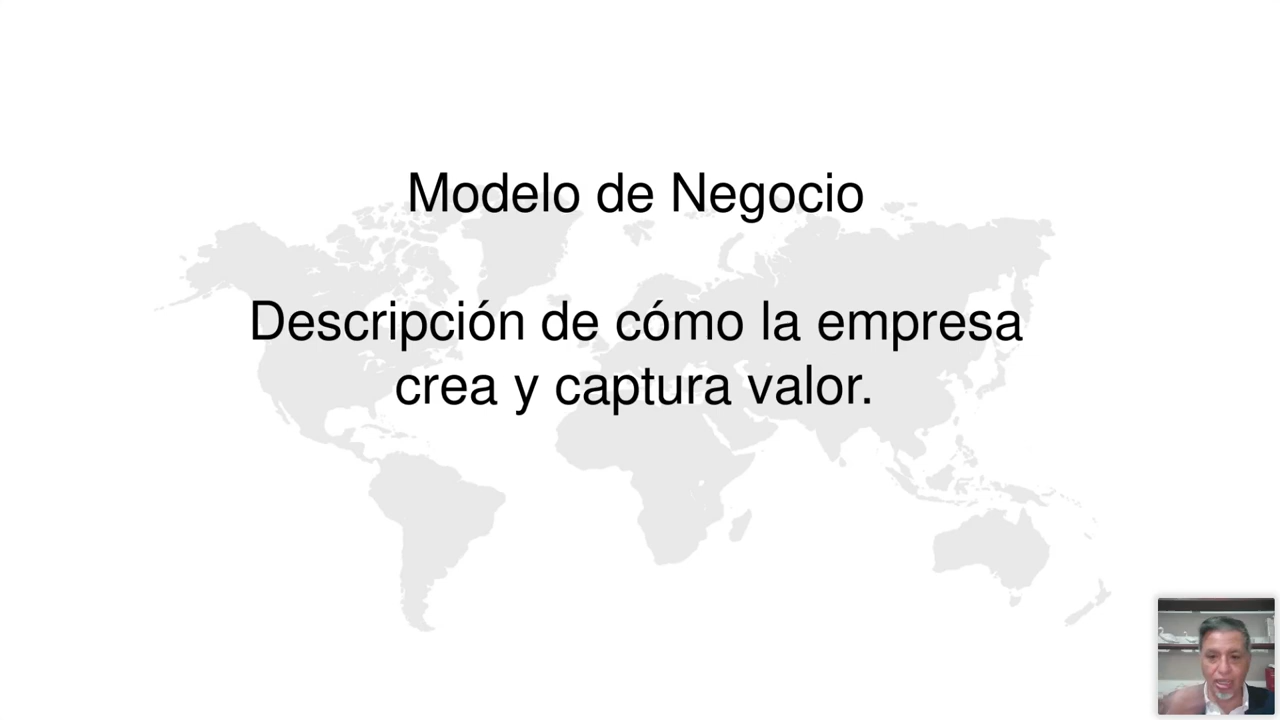 Modelo de Negocio
Descripción de cómo la empresa
crea y captura valor.